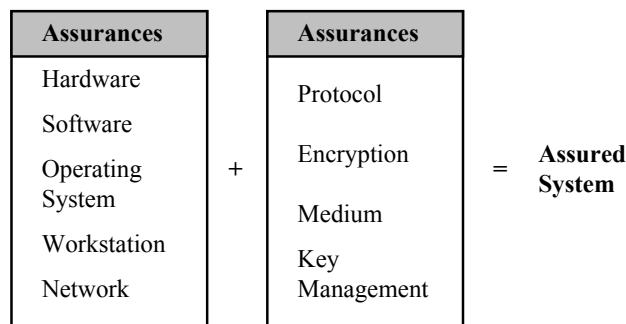 Assurances
Hardware
Software
Operating
System
Workstation
Network
+
Assurances
Protocol
Encryption
Medium
Key
Management
=
Assured
System